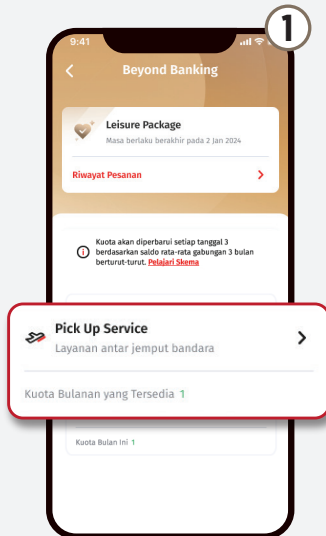 1
9:41
Beyond Banking
Leisure Package
Masa berlaku berakhir pada 2 Jan 2024
Riwayat Pesanan
Kuota akan diperbarui setiap tanggal 3
berdasarkan saldo rata-rata gabungan 3 bulan
berturut-turut. Pelajari Skema
Pick Up Service
Layanan antar jemput bandara
Kuota Bulanan yang Tersedia 1
Kuota Bulan Ini 1